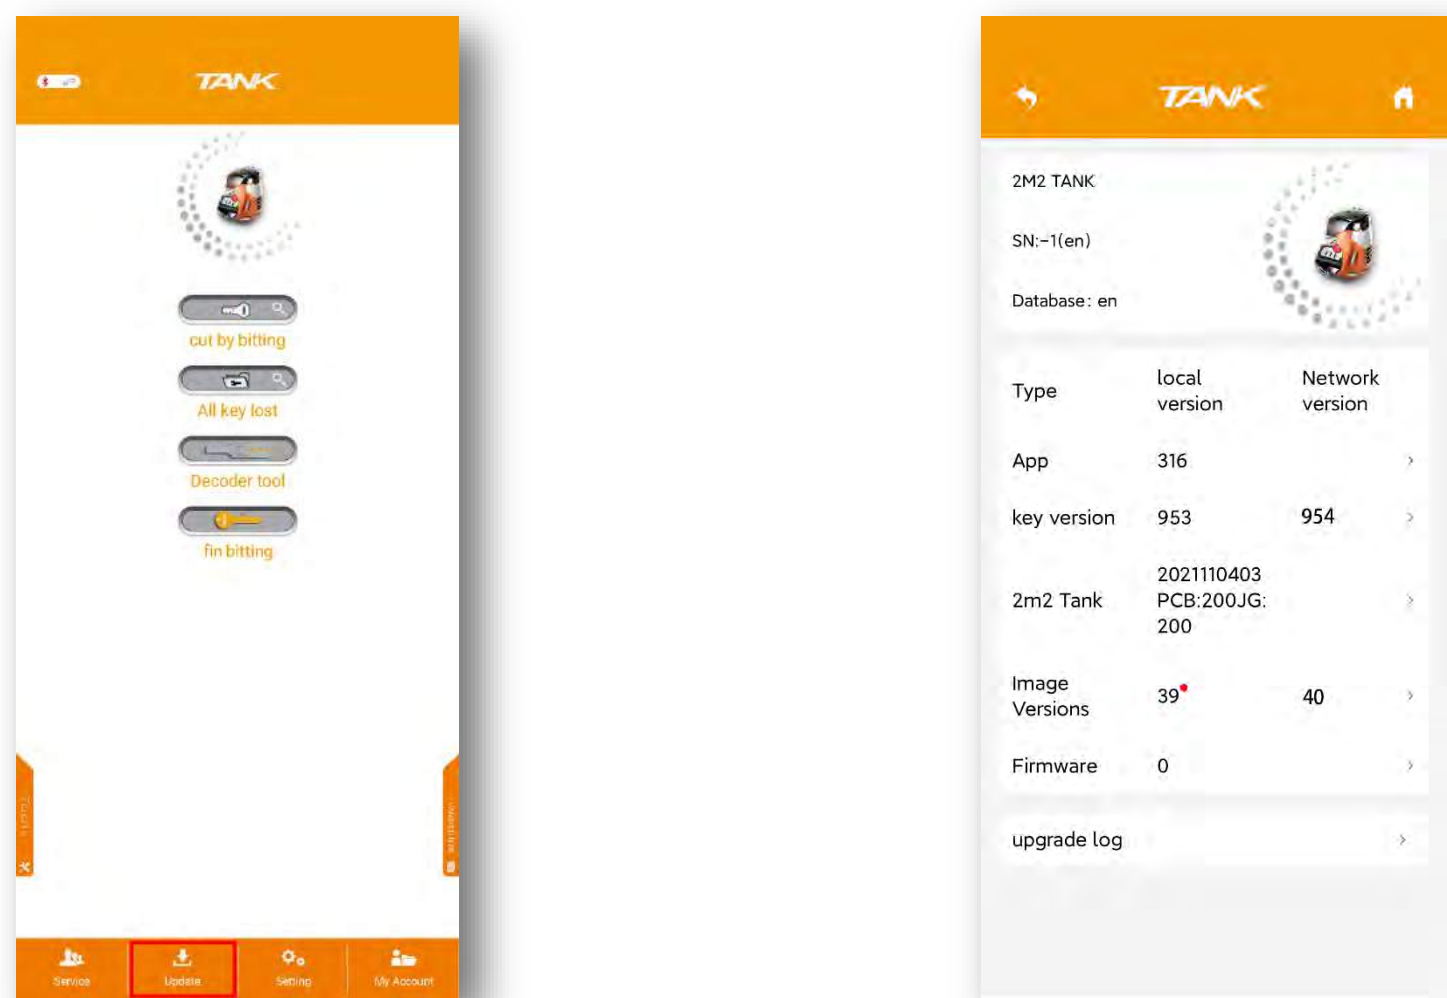 TANK
cut by bitting
All key lost
Decoder tool
fin bitting
Service
Update
Setting
My Account
TANK
2M2 TANK
SN:-1(en)
Database: en
Type
local
version
Network
version
App
316
key version
953
954
2m2 Tank
2021110403
PCB:200JG:
200
Image
Versions
39
40
Firmware
0
upgrade log